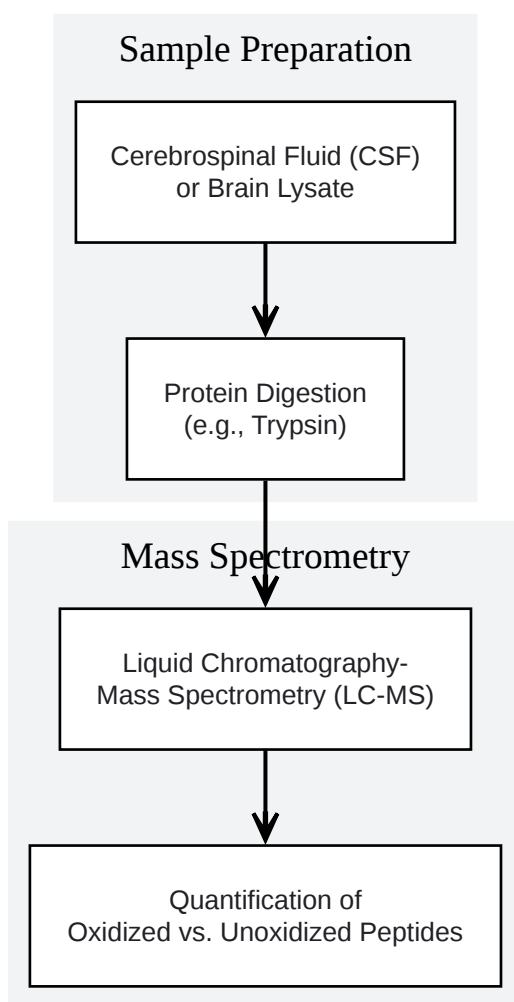 Sample Preparation
Cerebrospinal Fluid (CSF)
or Brain Lysate
Protein Digestion
(e.g., Trypsin)
Mass Spectrometry
Liquid Chromatography-
Mass Spectrometry (LC-MS)
Quantification of
Oxidized vs. Unoxidized Peptides